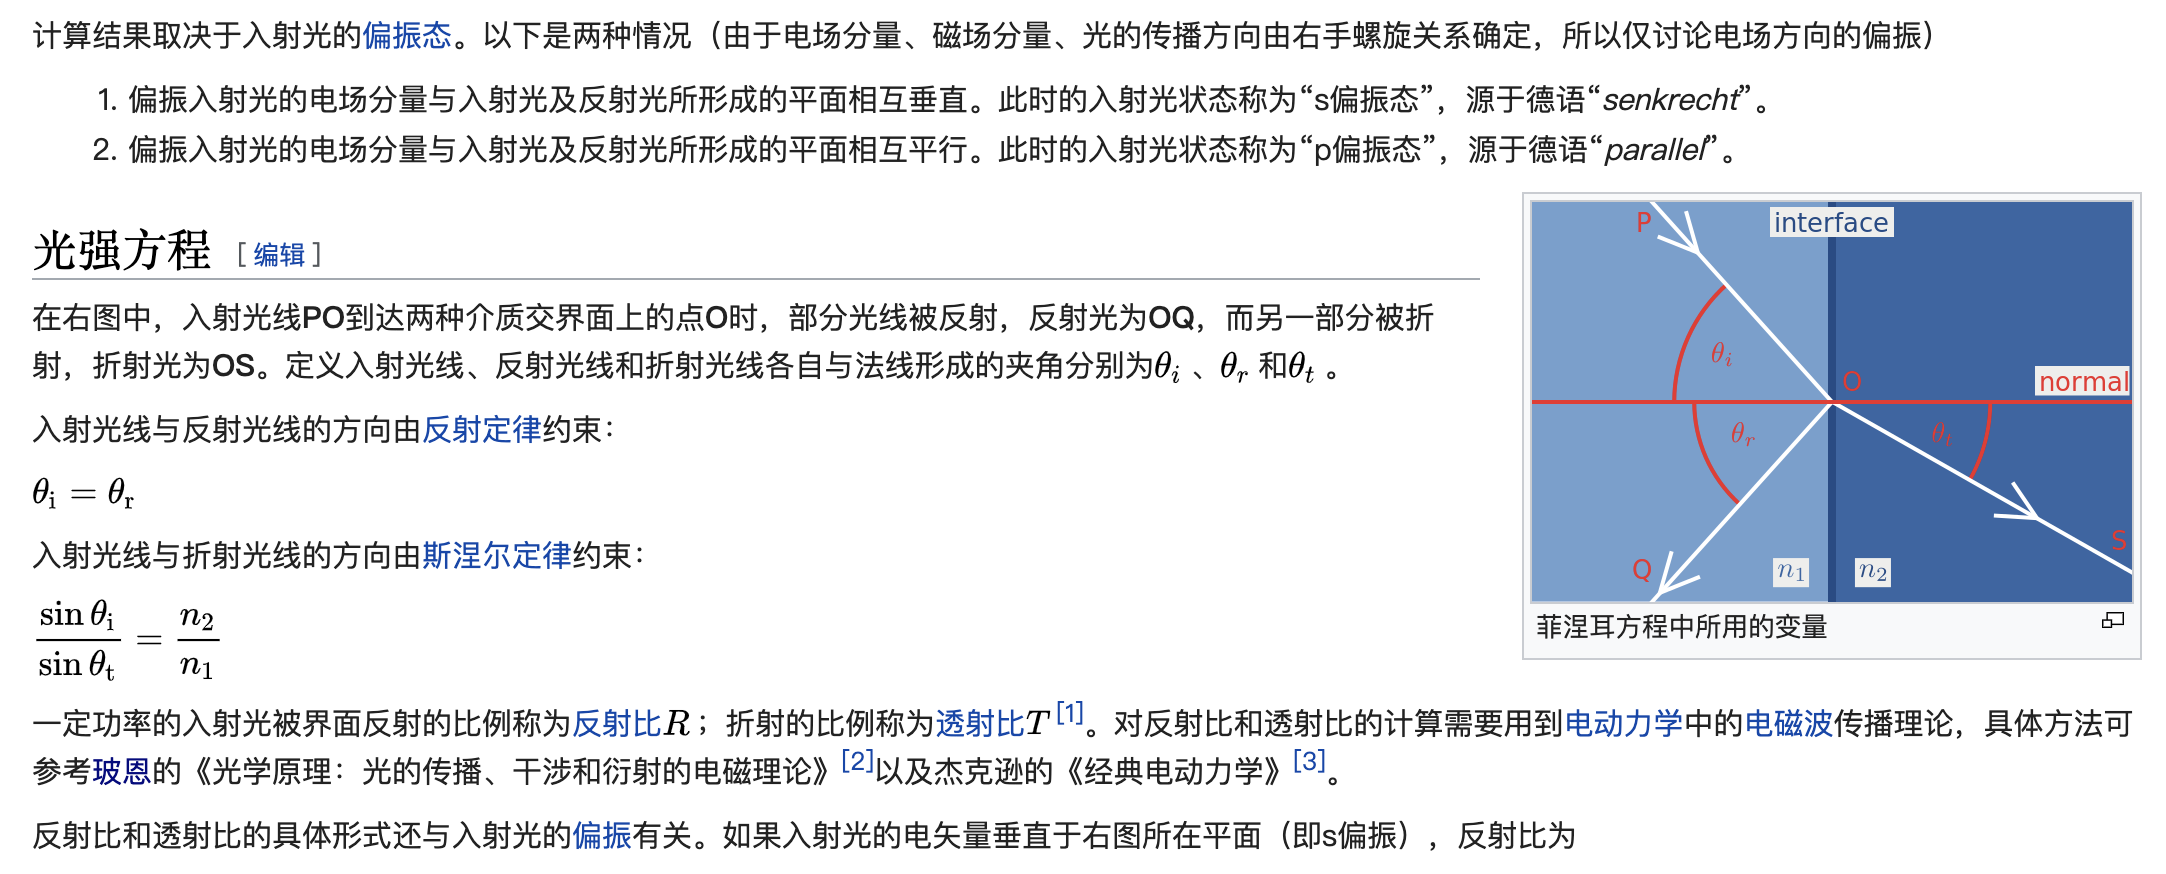 计算结果取决于入射光的偏振态。以下是两种情况（由于电场分量、磁场分量、光的传播方向由右手螺旋关系确定，所以仅讨论电场方向的偏振）
1. 偏振入射光的电场分量与入射光及反射光所形成的平面相互垂直。此时的入射光状态称为“s偏振态”，源于德语“senkrecht”。
2. 偏振入射光的电场分量与入射光及反射光所形成的平面相互平行。此时的入射光状态称为“p偏振态”，源于德语“parallel”。
光强方程 [ 编辑 ]
在右图中，入射光线PO到达两种介质交界面上的点O时，部分光线被反射，反射光为OQ，而另一部分被折
射，折射光为OS。定义入射光线、反射光线和折射光线各自与法线形成的夹角分别为θi 、θr 和θt 。
入射光线与反射光线的方向由反射定律约束：
θi = θr
入射光线与折射光线的方向由斯涅尔定律约束：
sin θi / sin θt = n2 / n1
P
interface
θi
O
normal
θr
θt
S
Q
n1
n2
菲涅耳方程中所用的变量
一定功率的入射光被界面反射的比例称为反射比R；折射的比例称为透射比T[1]。对反射比和透射比的计算需要用到电动力学中的电磁波传播理论，具体方法可
参考玻恩的《光学原理：光的传播、干涉和衍射的电磁理论》[2]以及杰克逊的《经典电动力学》[3]。
反射比和透射比的具体形式还与入射光的偏振有关。如果入射光的电矢量垂直于右图所在平面（即s偏振），反射比为